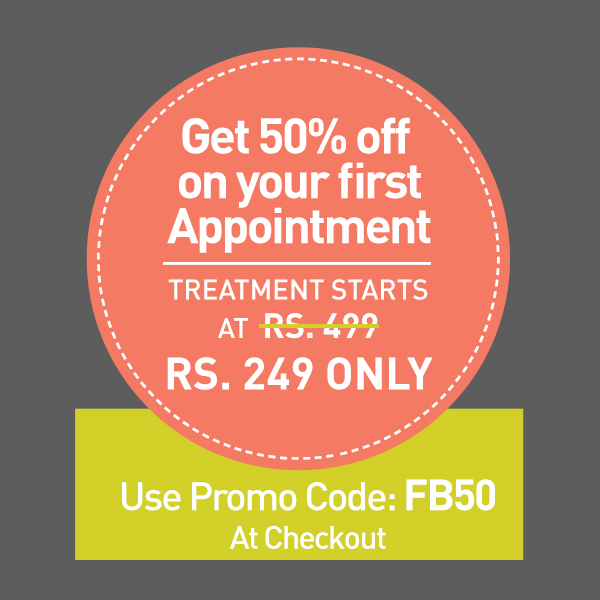 Get 50% off
on your first
Appointment
TREATMENT STARTS
AT RS. 499
RS. 249 ONLY
Use Promo Code: FB50
At Checkout